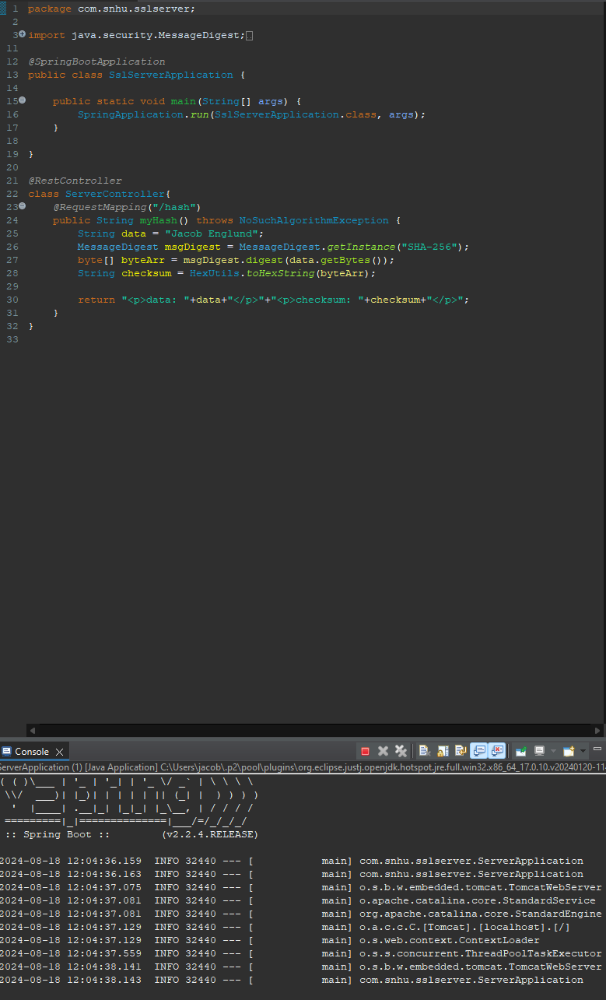 1 package com.snhu.sslserver;
2
3 import java.security.MessageDigest;
11
12 @SpringBootApplication
13 public class SslServerApplication {
14
15     public static void main(String[] args) {
16         SpringApplication.run(SslServerApplication.class, args);
17     }
18
19 }
20
21 @RestController
22 class ServerController{
23     @RequestMapping("/hash")
24     public String myHash() throws NoSuchAlgorithmException {
25         String data = "Jacob Englund";
26         MessageDigest msgDigest = MessageDigest.getInstance("SHA-256");
27         byte[] byteArr = msgDigest.digest(data.getBytes());
28         String checksum = HexUtils.toHexString(byteArr);
29
30         return "<p>data: "+data+"</p>"+"<p>checksum: "+checksum+"</p>";
31     }
32 }
33
Console
ServerApplication (1) [Java Application] C:\Users\jacob\.p2\pool\plugins\org.eclipse.justj.openjdk.hotspot.jre.full.win32.x86_64_17.0.10.v20240120-114
( ( )\___ | '_ | '_| | '_ \/ _` | \ \ \ \
 \\/  ___)| |_)| | | | | || (_| |  ) ) ) )
  '  |____| .__|_| |_|_| |_\__, | / / / /
 =========|_|==============|___/=/_/_/_/
 :: Spring Boot ::        (v2.2.4.RELEASE)
2024-08-18 12:04:36.159  INFO 32440 --- [           main] com.snhu.sslserver.ServerApplication
2024-08-18 12:04:36.163  INFO 32440 --- [           main] com.snhu.sslserver.ServerApplication
2024-08-18 12:04:37.075  INFO 32440 --- [           main] o.s.b.w.embedded.tomcat.TomcatWebServer
2024-08-18 12:04:37.081  INFO 32440 --- [           main] o.apache.catalina.core.StandardService
2024-08-18 12:04:37.081  INFO 32440 --- [           main] org.apache.catalina.core.StandardEngine
2024-08-18 12:04:37.129  INFO 32440 --- [           main] o.a.c.c.C.[Tomcat].[localhost].[/]
2024-08-18 12:04:37.129  INFO 32440 --- [           main] o.s.web.context.ContextLoader
2024-08-18 12:04:37.559  INFO 32440 --- [           main] o.s.s.concurrent.ThreadPoolTaskExecutor
2024-08-18 12:04:38.141  INFO 32440 --- [           main] o.s.b.w.embedded.tomcat.TomcatWebServer
2024-08-18 12:04:38.143  INFO 32440 --- [           main] com.snhu.sslserver.ServerApplication